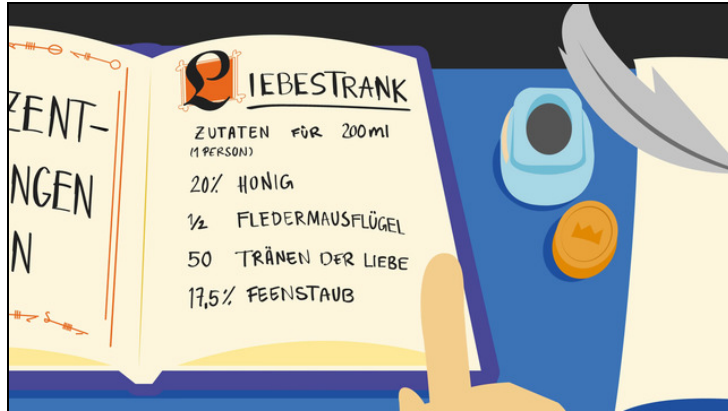 ZENT-
NGEN
N
LIEBESTRANK
ZUTATEN FÜR 200ml
(1 PERSON)
20% HONIG
1/2 FLEDERMAUSFLÜGEL
50 TRÄNEN DER LIEBE
17,5% FEENSTAUB